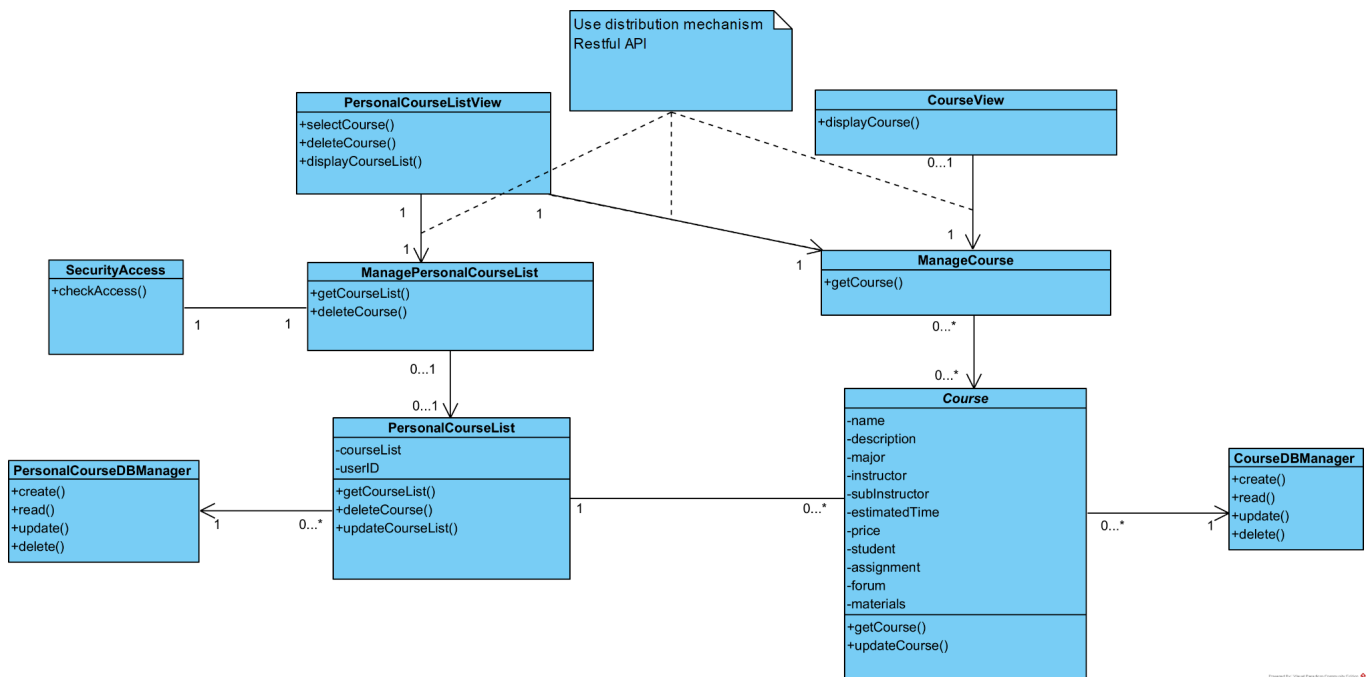 Use distribution mechanism
Restful API
PersonalCourseListView
+selectCourse()
+deleteCourse()
+displayCourseList()
CourseView
+displayCourse()
0...1
1
1
1
1
1
SecurityAccess
+checkAccess()
1
1
ManagePersonalCourseList
+getCourseList()
+deleteCourse()
ManageCourse
+getCourse()
0...1
0...1
0...*
0...*
PersonalCourseList
-courseList
-userID
+getCourseList()
+deleteCourse()
+updateCourseList()
Course
-name
-description
-major
-instructor
-subInstructor
-estimatedTime
-price
-student
-assignment
-forum
-materials
+getCourse()
+updateCourse()
PersonalCourseDBManager
+create()
+read()
+update()
+delete()
1
0...*
1
0...*
0...*
1
CourseDBManager
+create()
+read()
+update()
+delete()